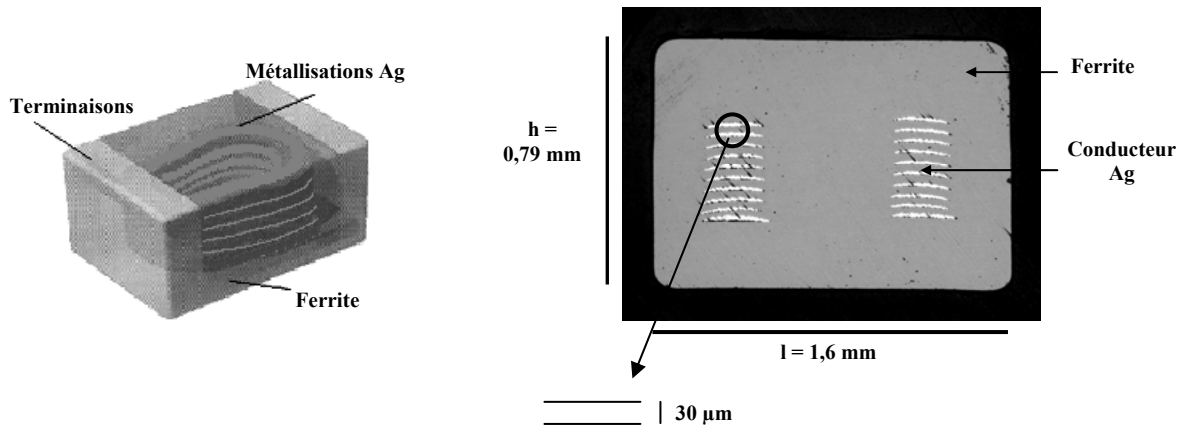 Métallisations Ag
Terminaisons
Ferrite
h =
0,79 mm
Ferrite
Conducteur
Ag
l = 1,6 mm
30 µm